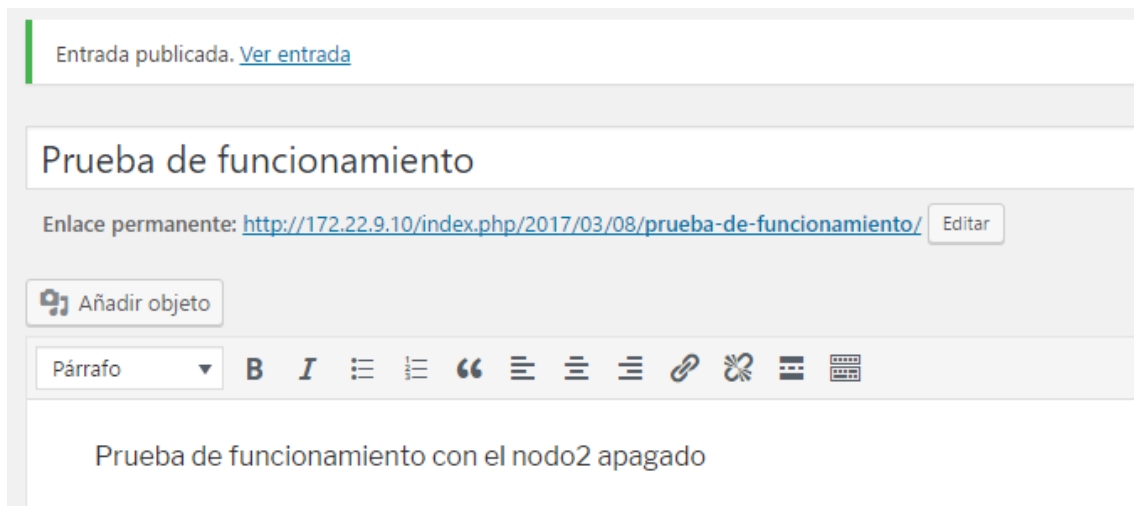 Entrada publicada. Ver entrada
Prueba de funcionamiento
Enlace permanente: http://172.22.9.10/index.php/2017/03/08/prueba-de-funcionamiento/ Editar
Añadir objeto
Párrafo B I
Prueba de funcionamiento con el nodo2 apagado